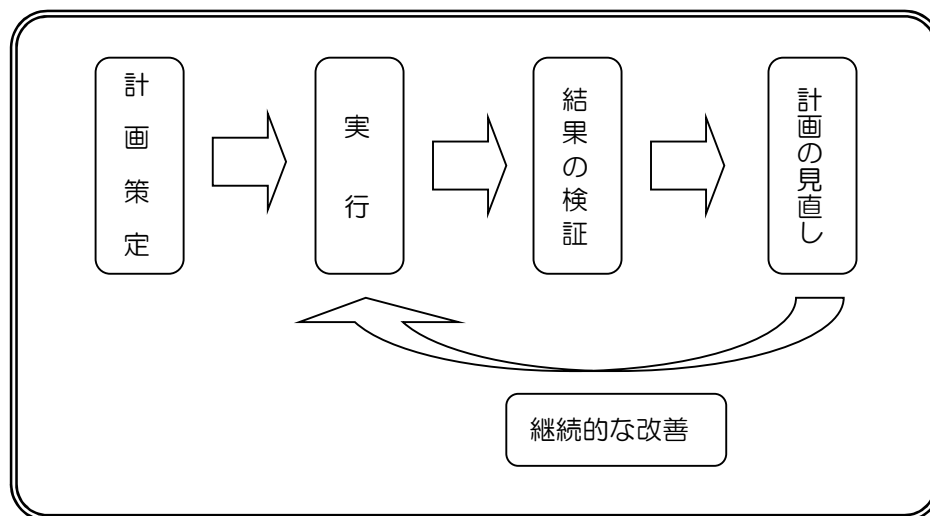 計画策定
実行
結果の検証
計画の見直し
継続的な改善